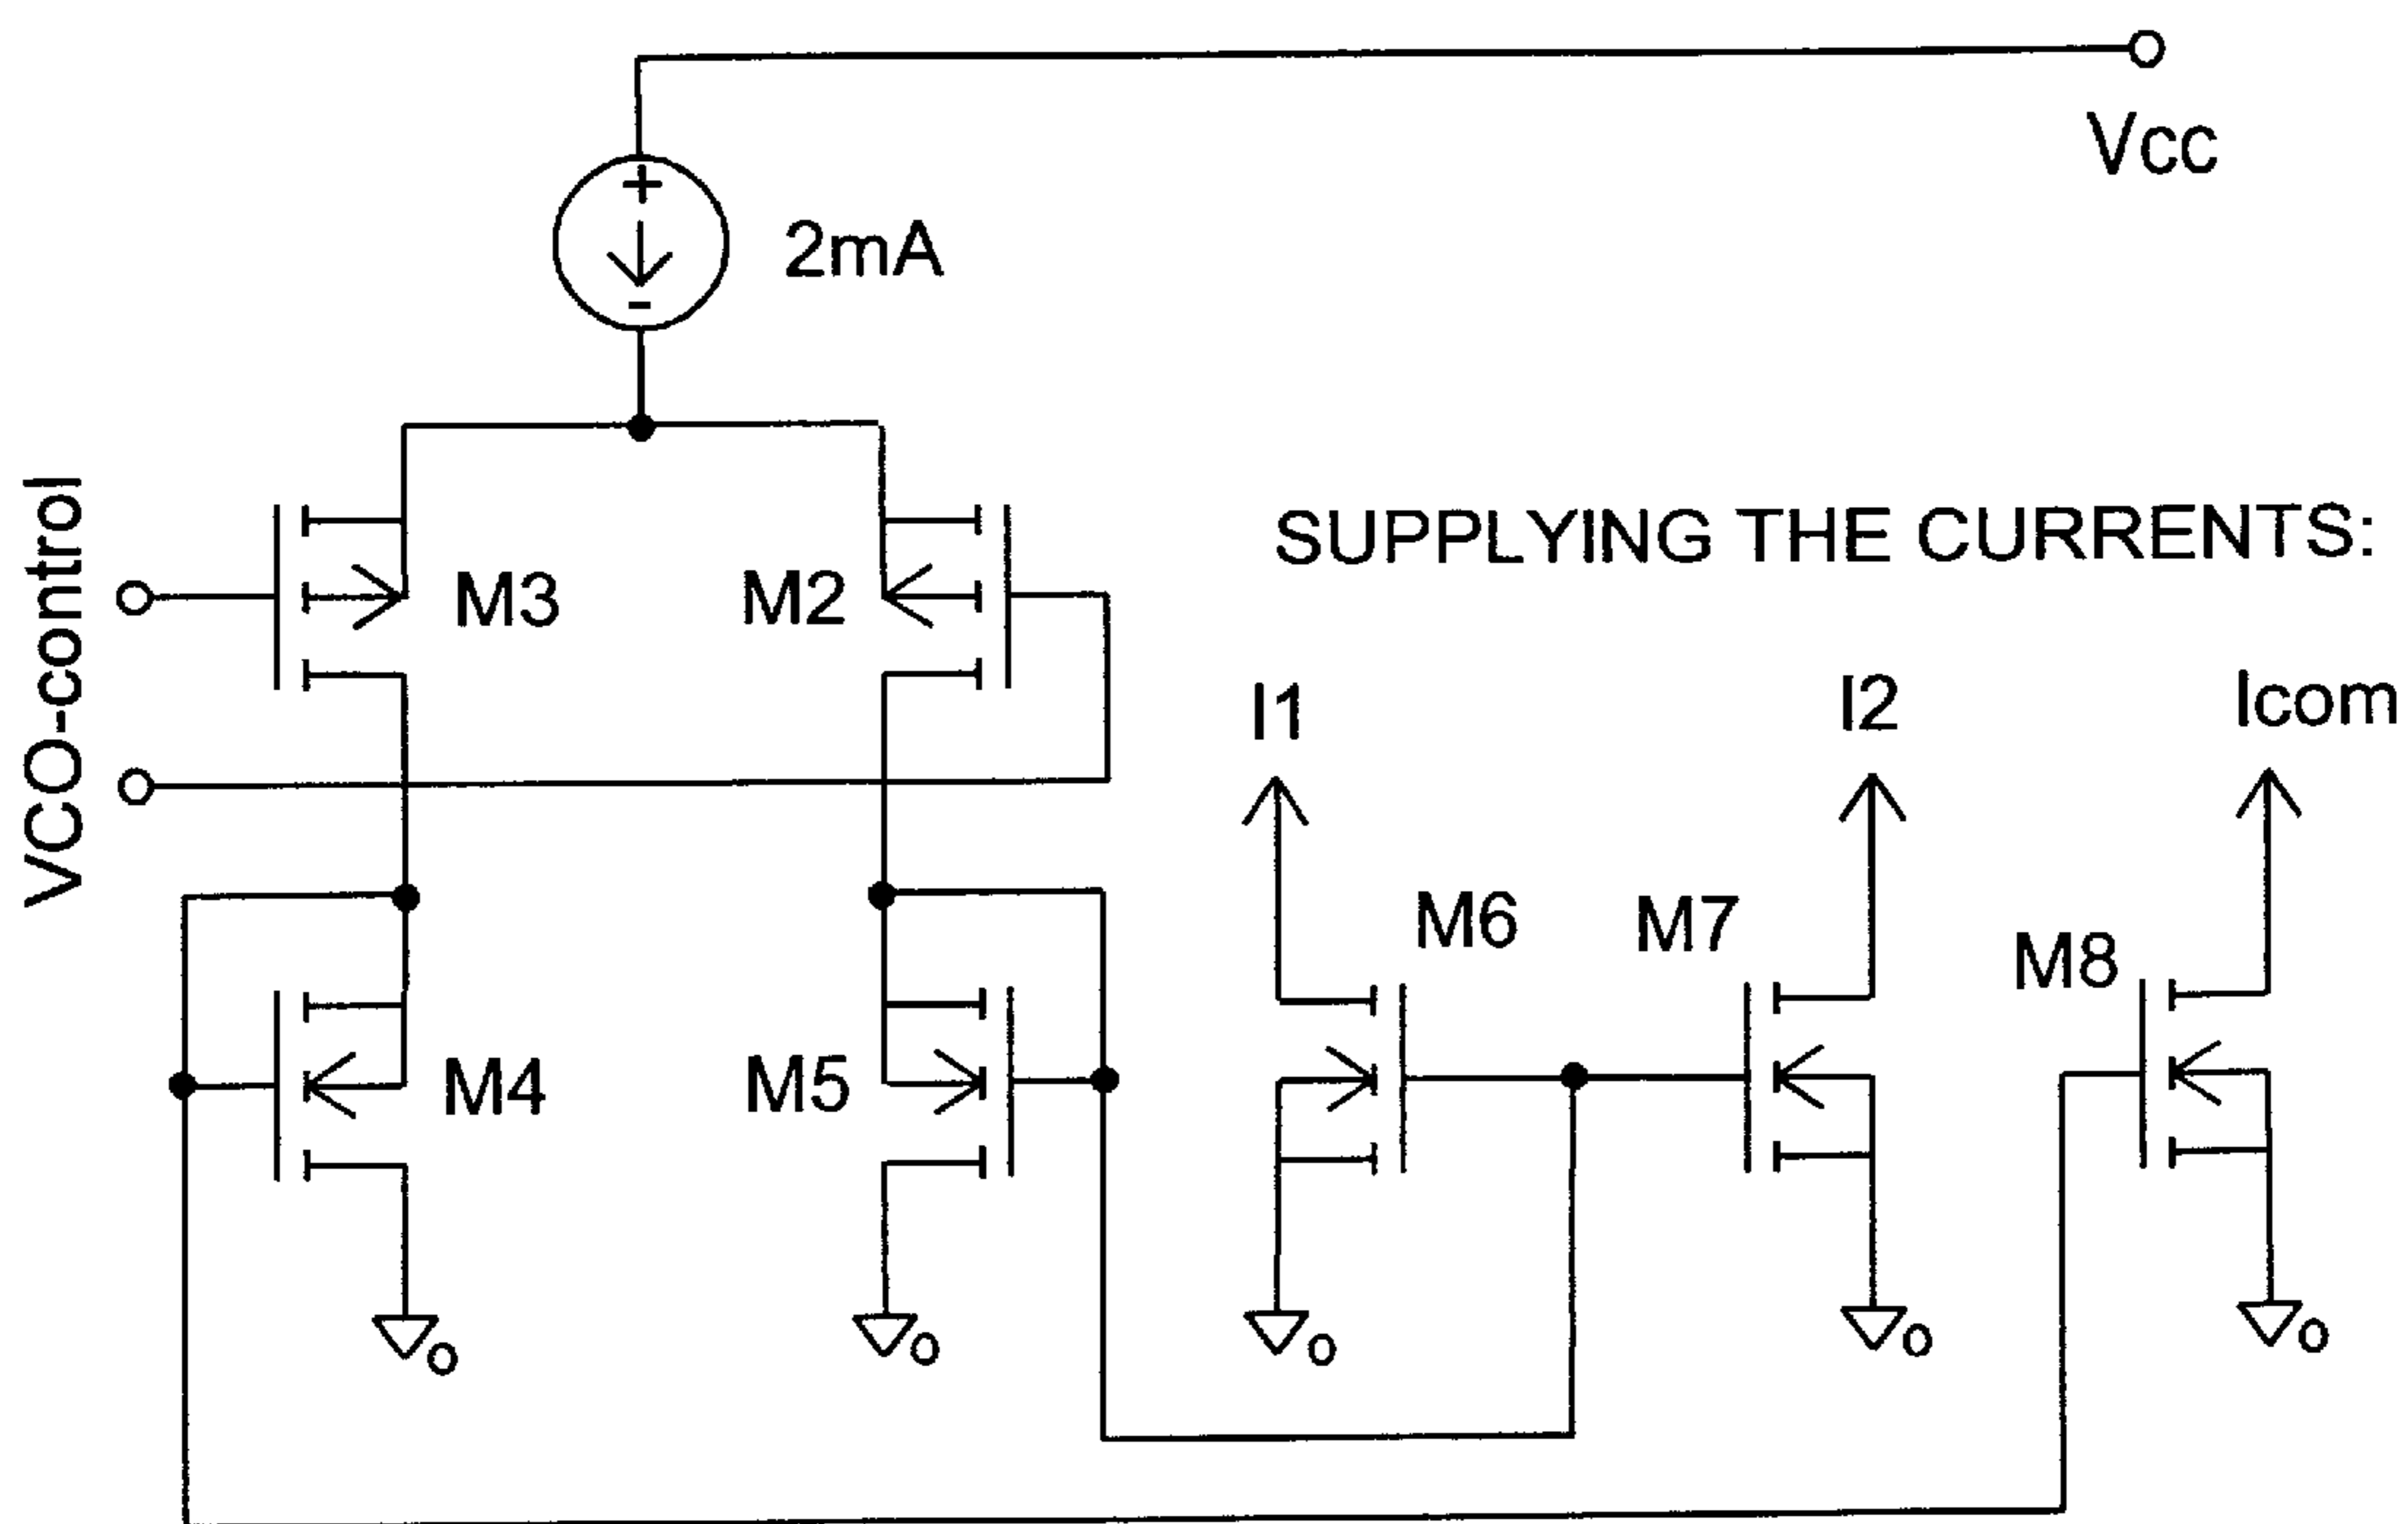 Vcc
+
2mA
-
VCO-control
M3
M2
SUPPLYING THE CURRENTS:
I1
I2
Icom
M4
M5
M6
M7
M8
o
o
o
o
o